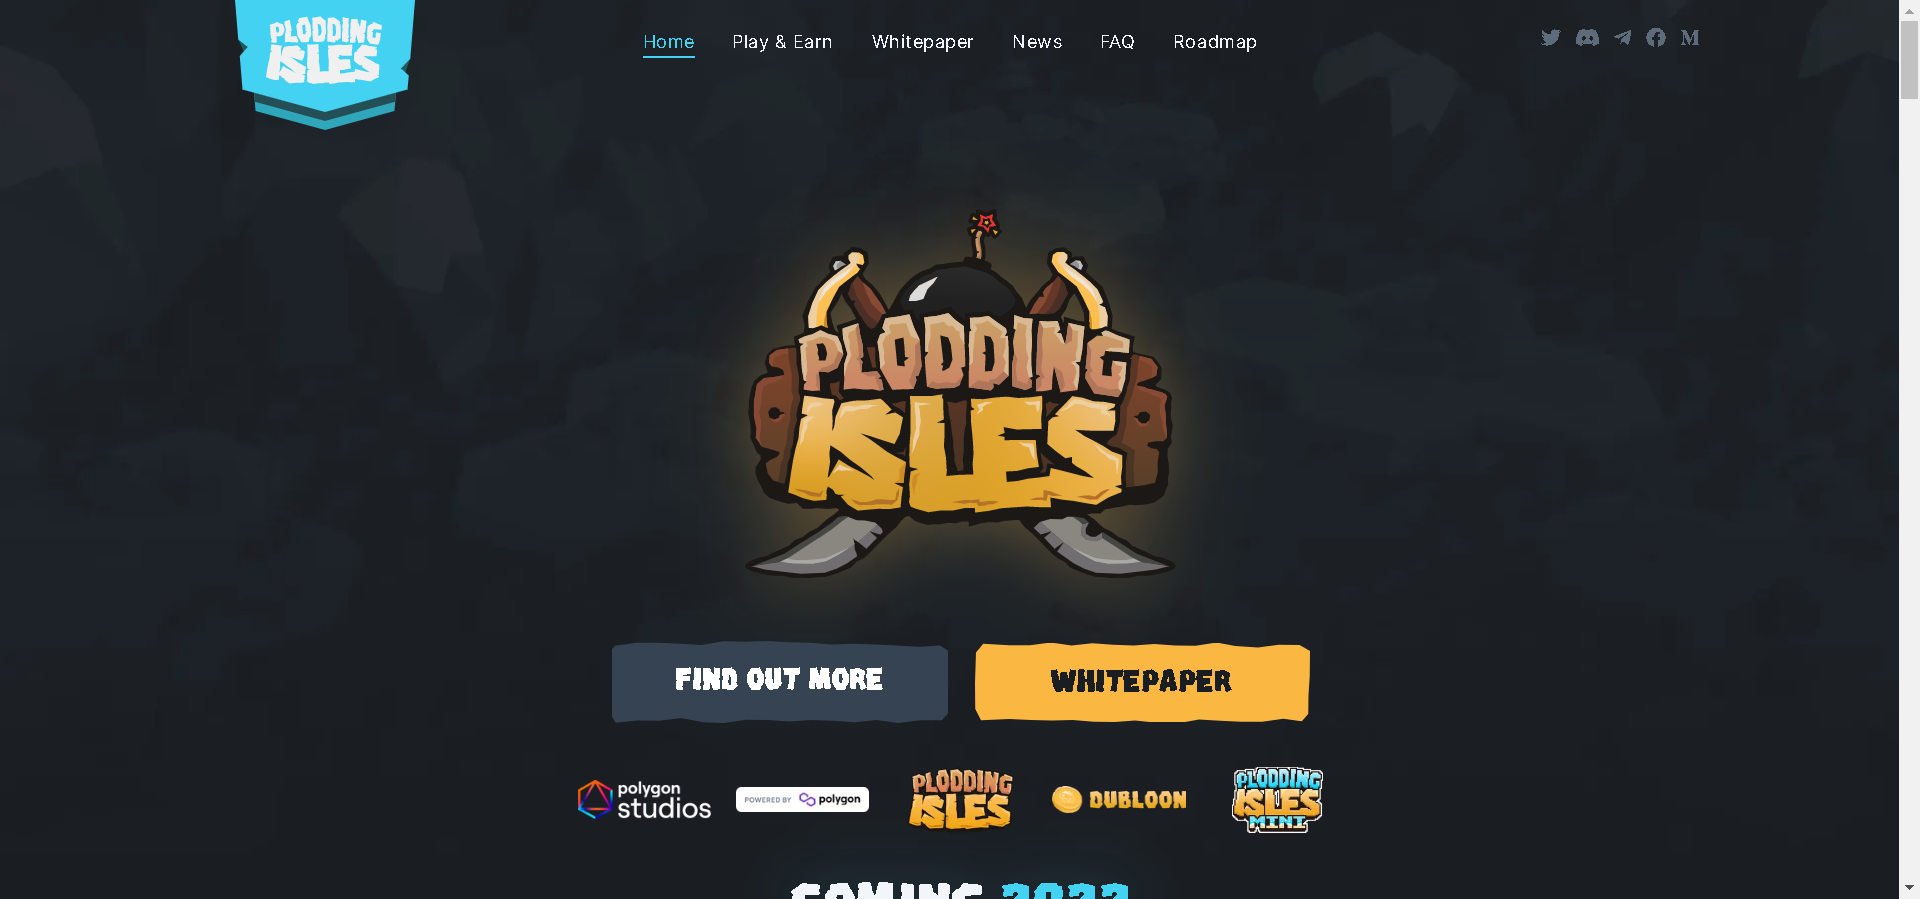 PLODDING
ISLES
Home Play & Earn Whitepaper News FAQ Roadmap
PLODDING
ISLES
FIND OUT MORE WHITEPAPER
polygon
studios
POWERED BY polygon
PLODDING
ISLES
DUBLOON
PLODDING
ISLES
MINI
COMING